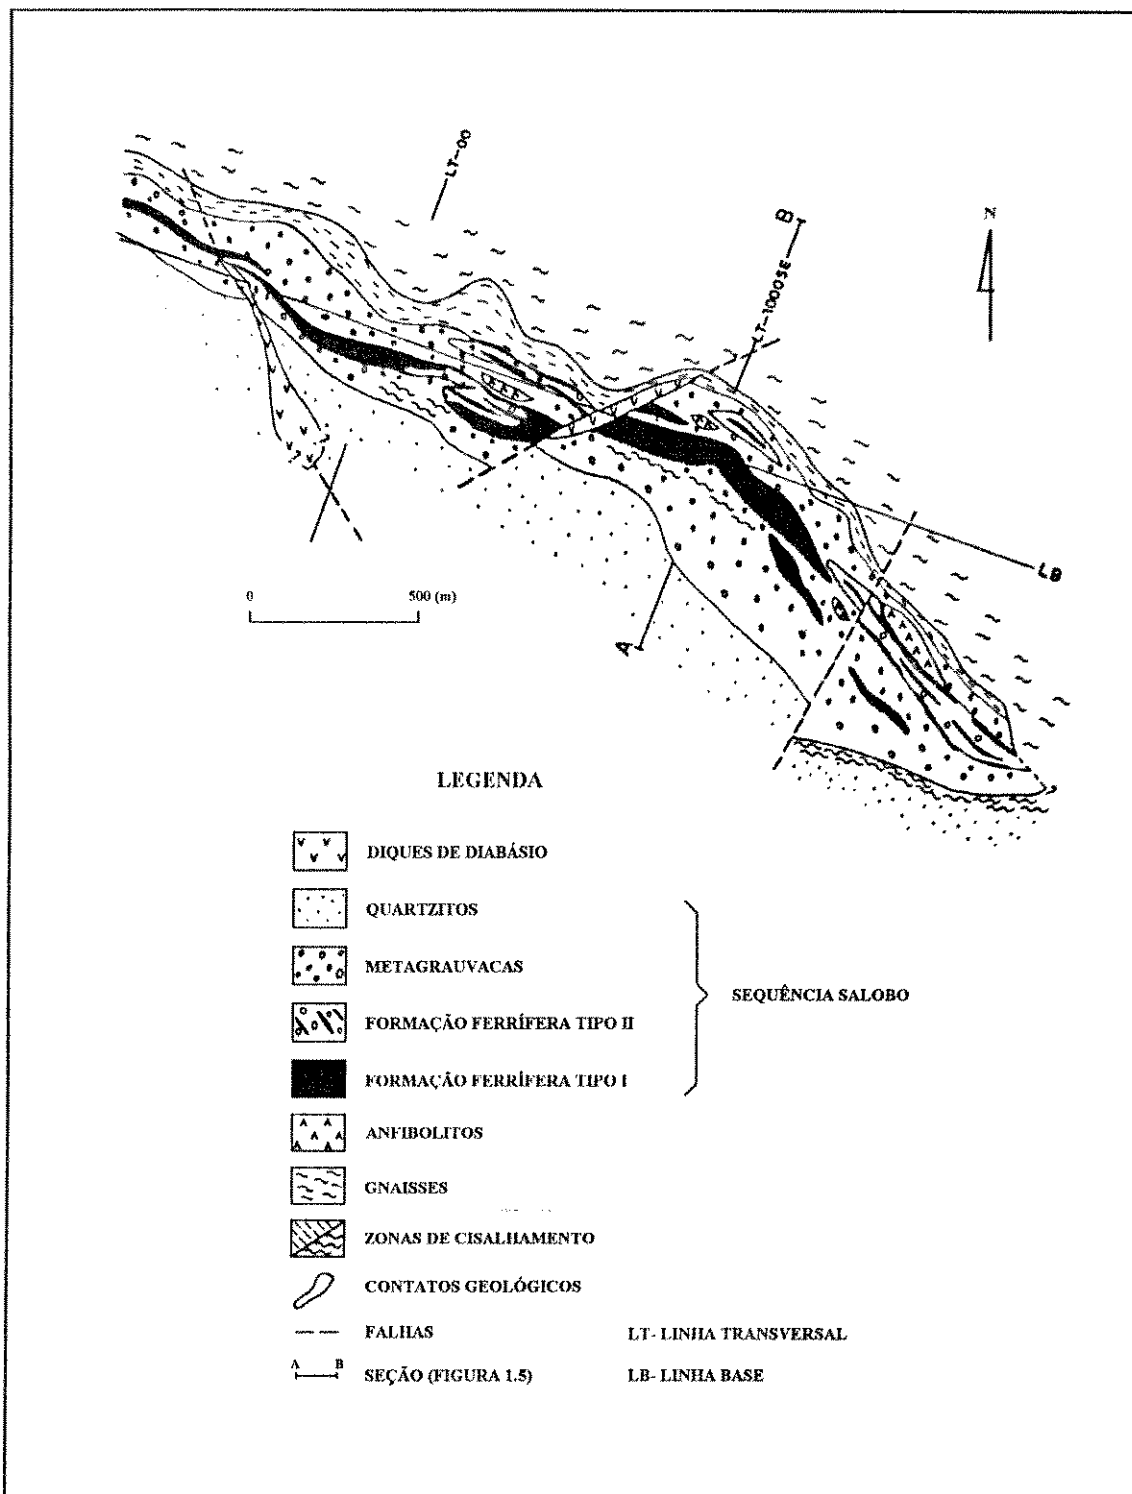 LT-00
B
N
LT-1000SE
LB
A
0 500 (m)
LEGENDA
DIQUES DE DIABÁSIO
QUARTZITOS
METAGRAUVACAS
FORMAÇÃO FERRÍFERA TIPO II
FORMAÇÃO FERRÍFERA TIPO I
SEQUÊNCIA SALOBO
ANFIBOLITOS
GNAISSES
ZONAS DE CISALHAMENTO
CONTATOS GEOLÓGICOS
FALHAS
LT- LINHA TRANSVERSAL
A B
SEÇÃO (FIGURA 1.5)
LB- LINHA BASE